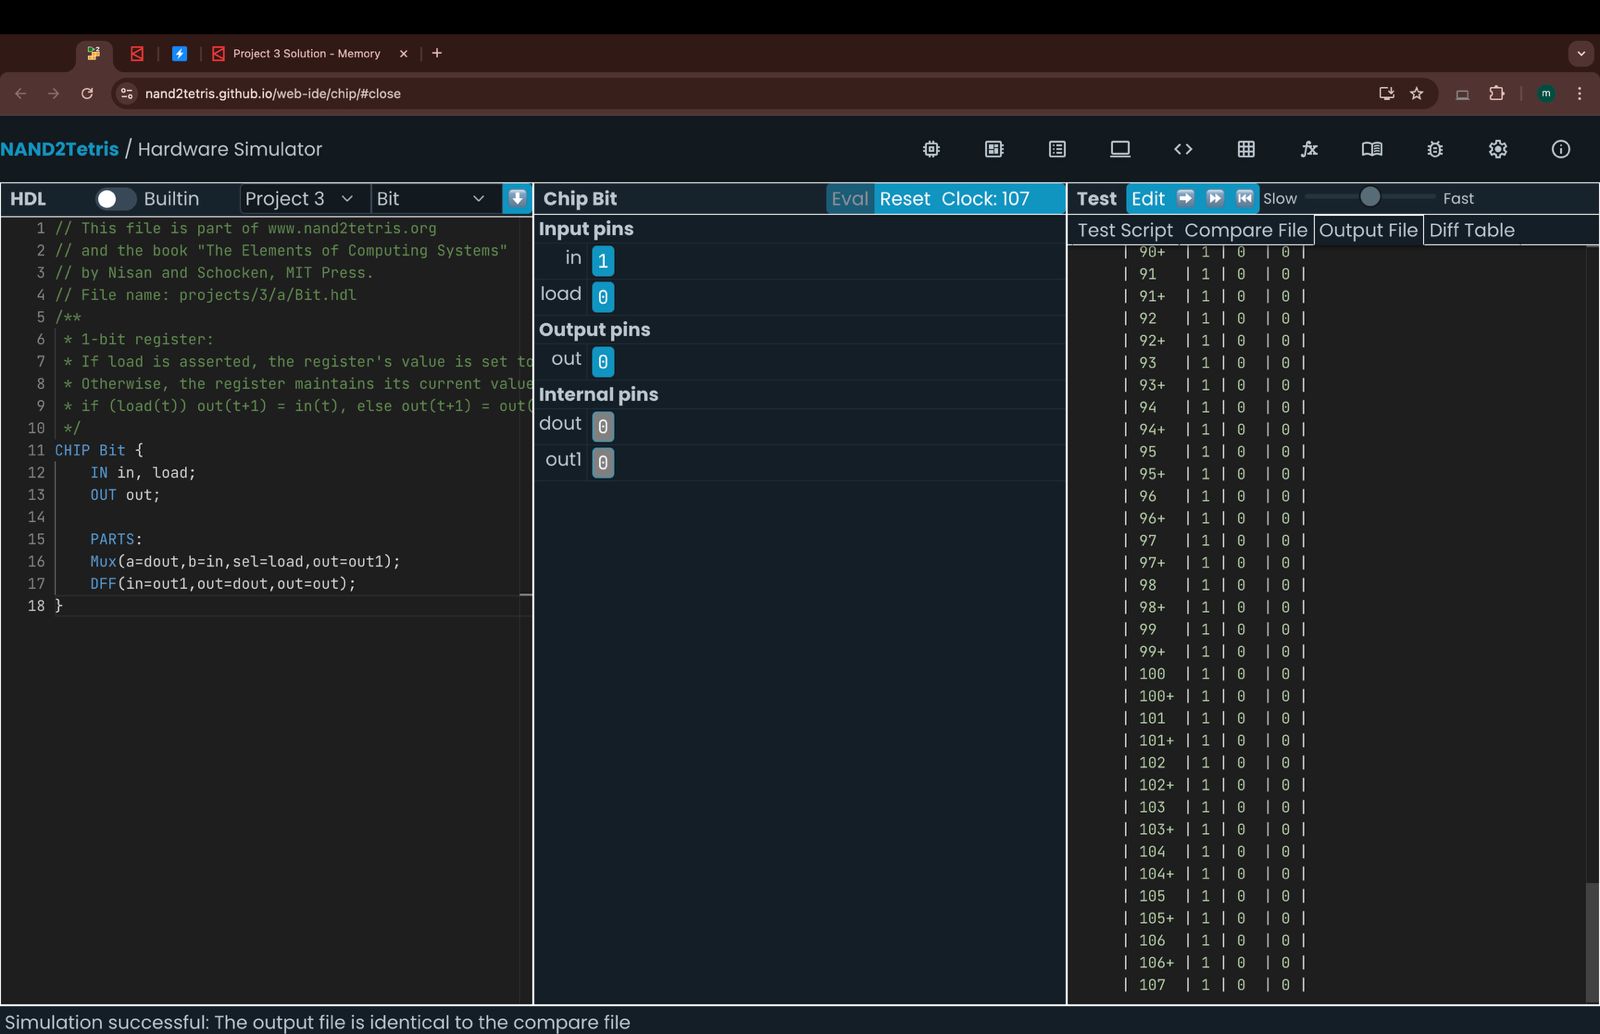 Project 3 Solution - Memory
nand2tetris.github.io/web-ide/chip/#close
m
NAND2Tetris / Hardware Simulator
HDL Builtin Project 3 Bit
1 // This file is part of www.nand2tetris.org
2 // and the book "The Elements of Computing Systems"
3 // by Nisan and Schocken, MIT Press.
4 // File name: projects/3/a/Bit.hdl
5 /**
6 * 1-bit register:
7 * If load is asserted, the register's value is set to
8 * Otherwise, the register maintains its current value
9 * if (load(t)) out(t+1) = in(t), else out(t+1) = out(
10 */
11 CHIP Bit {
12 IN in, load;
13 OUT out;
14
15 PARTS:
16 Mux(a=dout,b=in,sel=load,out=out1);
17 DFF(in=out1,out=dout,out=out);
18 }
Chip Bit Eval Reset Clock: 107
Input pins
in 1
load 0
Output pins
out 0
Internal pins
dout 0
out1 0
Test Edit Slow Fast
Test Script Compare File Output File Diff Table
| 90+ | 1 | 0 | 0 |
| 91 | 1 | 0 | 0 |
| 91+ | 1 | 0 | 0 |
| 92 | 1 | 0 | 0 |
| 92+ | 1 | 0 | 0 |
| 93 | 1 | 0 | 0 |
| 93+ | 1 | 0 | 0 |
| 94 | 1 | 0 | 0 |
| 94+ | 1 | 0 | 0 |
| 95 | 1 | 0 | 0 |
| 95+ | 1 | 0 | 0 |
| 96 | 1 | 0 | 0 |
| 96+ | 1 | 0 | 0 |
| 97 | 1 | 0 | 0 |
| 97+ | 1 | 0 | 0 |
| 98 | 1 | 0 | 0 |
| 98+ | 1 | 0 | 0 |
| 99 | 1 | 0 | 0 |
| 99+ | 1 | 0 | 0 |
| 100 | 1 | 0 | 0 |
| 100+ | 1 | 0 | 0 |
| 101 | 1 | 0 | 0 |
| 101+ | 1 | 0 | 0 |
| 102 | 1 | 0 | 0 |
| 102+ | 1 | 0 | 0 |
| 103 | 1 | 0 | 0 |
| 103+ | 1 | 0 | 0 |
| 104 | 1 | 0 | 0 |
| 104+ | 1 | 0 | 0 |
| 105 | 1 | 0 | 0 |
| 105+ | 1 | 0 | 0 |
| 106 | 1 | 0 | 0 |
| 106+ | 1 | 0 | 0 |
| 107 | 1 | 0 | 0 |
Simulation successful: The output file is identical to the compare file